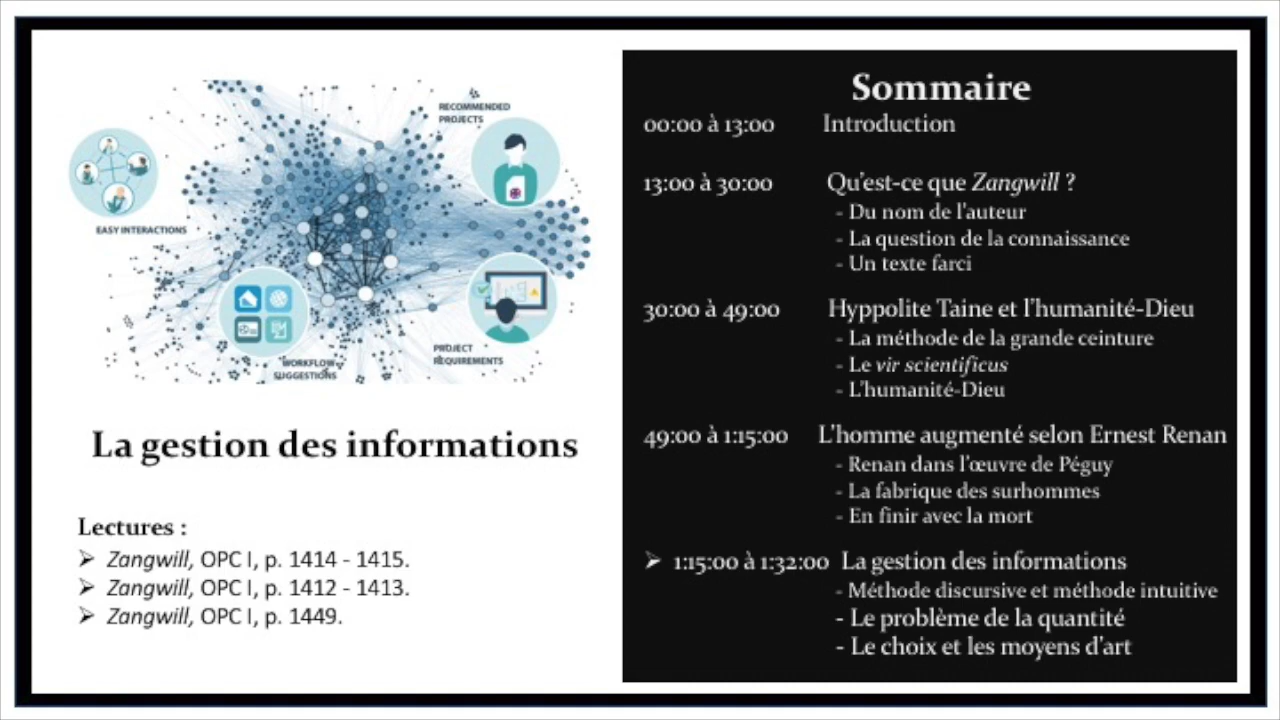 RECOMMENDED
PROJECTS
EASY INTERACTIONS
PROJECT
REQUIREMENTS
WORKFLOW
SUGGESTIONS
La gestion des informations
Lectures :
➢ Zangwill, OPC I, p. 1414 - 1415.
➢ Zangwill, OPC I, p. 1412 - 1413.
➢ Zangwill, OPC I, p. 1449.
Sommaire
00:00 à 13:00 Introduction
13:00 à 30:00 Qu'est-ce que Zangwill ?
- Du nom de l'auteur
- La question de la connaissance
- Un texte farci
30:00 à 49:00 Hyppolite Taine et l'humanité-Dieu
- La méthode de la grande ceinture
- Le vir scientificus
- L'humanité-Dieu
49:00 à 1:15:00 L'homme augmenté selon Ernest Renan
- Renan dans l'œuvre de Péguy
- La fabrique des surhommes
- En finir avec la mort
➢ 1:15:00 à 1:32:00 La gestion des informations
- Méthode discursive et méthode intuitive
- Le problème de la quantité
- Le choix et les moyens d'art